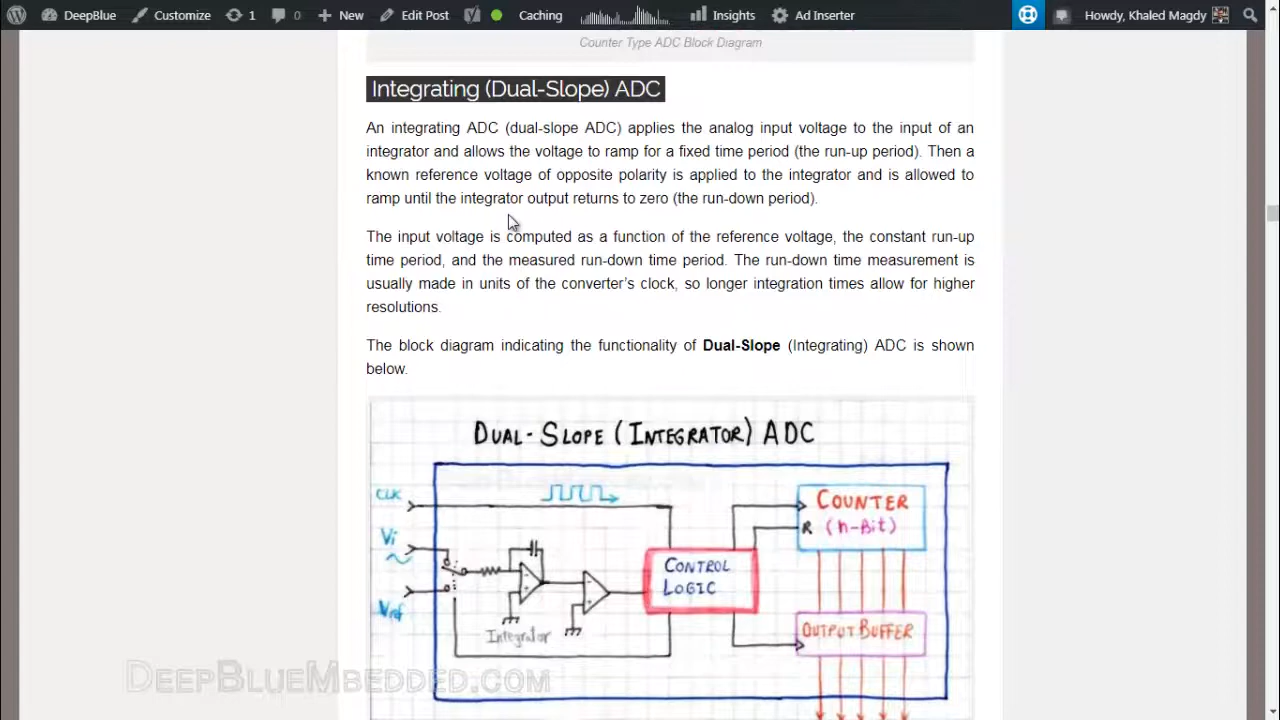 DeepBlue Customize 1 0 New Edit Post Caching Insights Ad Inserter Howdy, Khaled Magdy
Counter Type ADC Block Diagram
Integrating (Dual-Slope) ADC
An integrating ADC (dual-slope ADC) applies the analog input voltage to the input of an
integrator and allows the voltage to ramp for a fixed time period (the run-up period). Then a
known reference voltage of opposite polarity is applied to the integrator and is allowed to
ramp until the integrator output returns to zero (the run-down period).
The input voltage is computed as a function of the reference voltage, the constant run-up
time period, and the measured run-down time period. The run-down time measurement is
usually made in units of the converter's clock, so longer integration times allow for higher
resolutions.
The block diagram indicating the functionality of Dual-Slope (Integrating) ADC is shown
below.
DUAL-SLOPE (INTEGRATOR) ADC
CLK
COUNTER
R (n-Bit)
Vi
CONTROL
LOGIC
Vref
Integrator
OUTPUT BUFFER
DEEPBLUEMBEDDED.COM